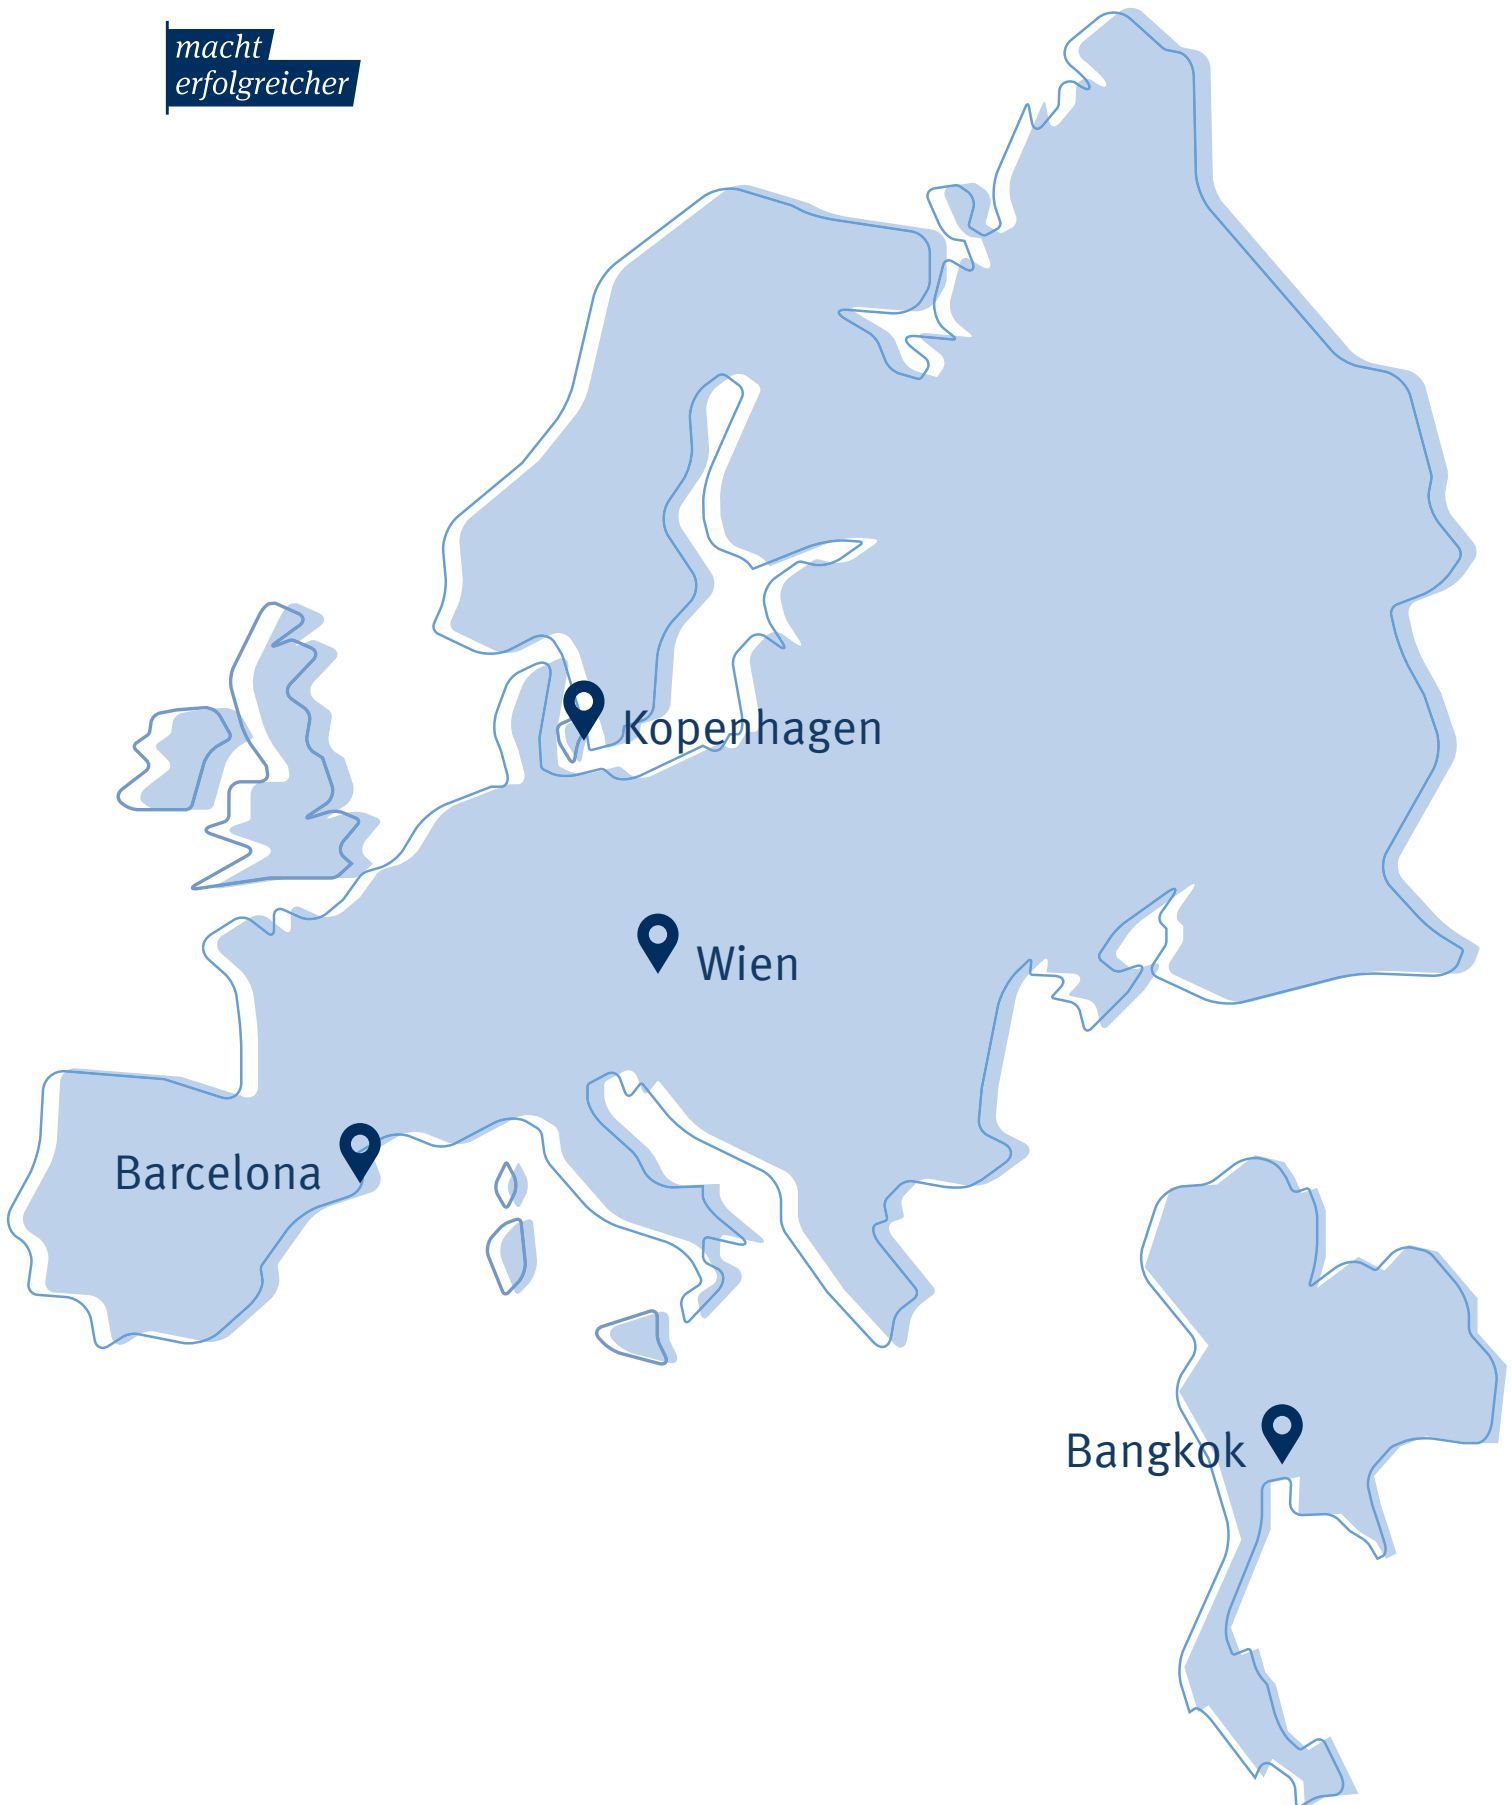 macht
erfolgreicher
Kopenhagen
Wien
Barcelona
Bangkok